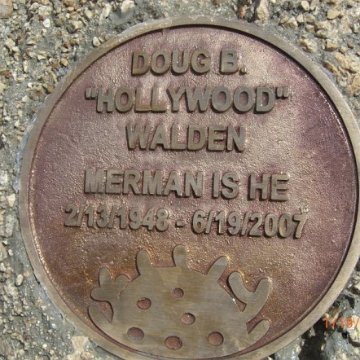 DOUG B.
"HOLLYWOOD"
WALDEN
MERMAN IS HE
2/13/1948 - 6/19/2007